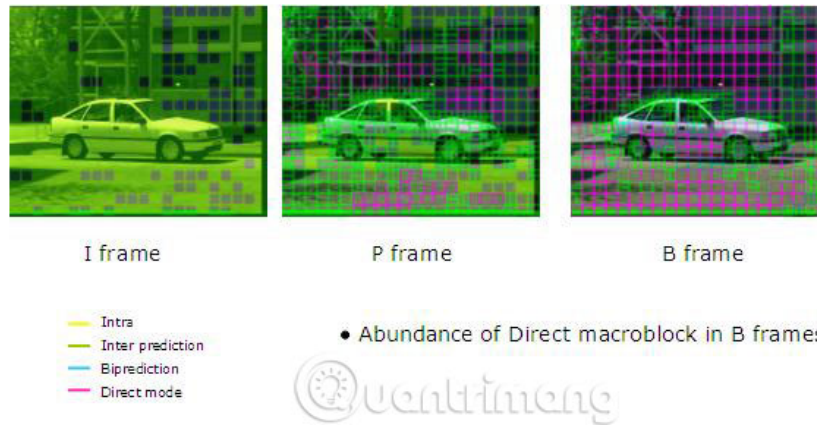 I frame
P frame
B frame
Intra
Inter prediction
Biprediction
Direct mode
• Abundance of Direct macroblock in B frames
Quantrimang